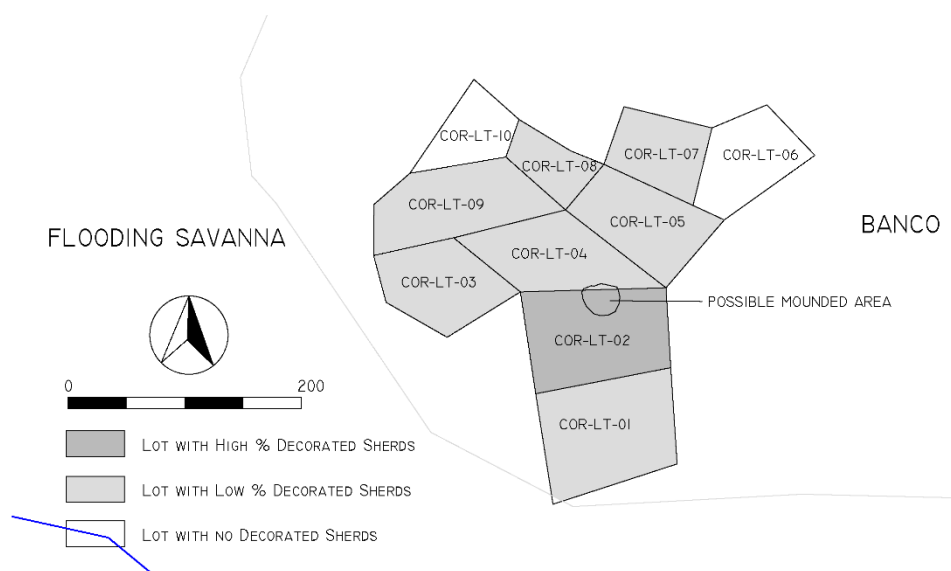 COR-LT-10
COR-LT-07
COR-LT-06
COR-LT-08
COR-LT-09
COR-LT-05
FLOODING SAVANNA
BANCO
COR-LT-04
COR-LT-03
POSSIBLE MOUNDED AREA
COR-LT-02
0 200
COR-LT-01
LOT WITH HIGH % DECORATED SHERDS
LOT WITH LOW % DECORATED SHERDS
LOT WITH NO DECORATED SHERDS